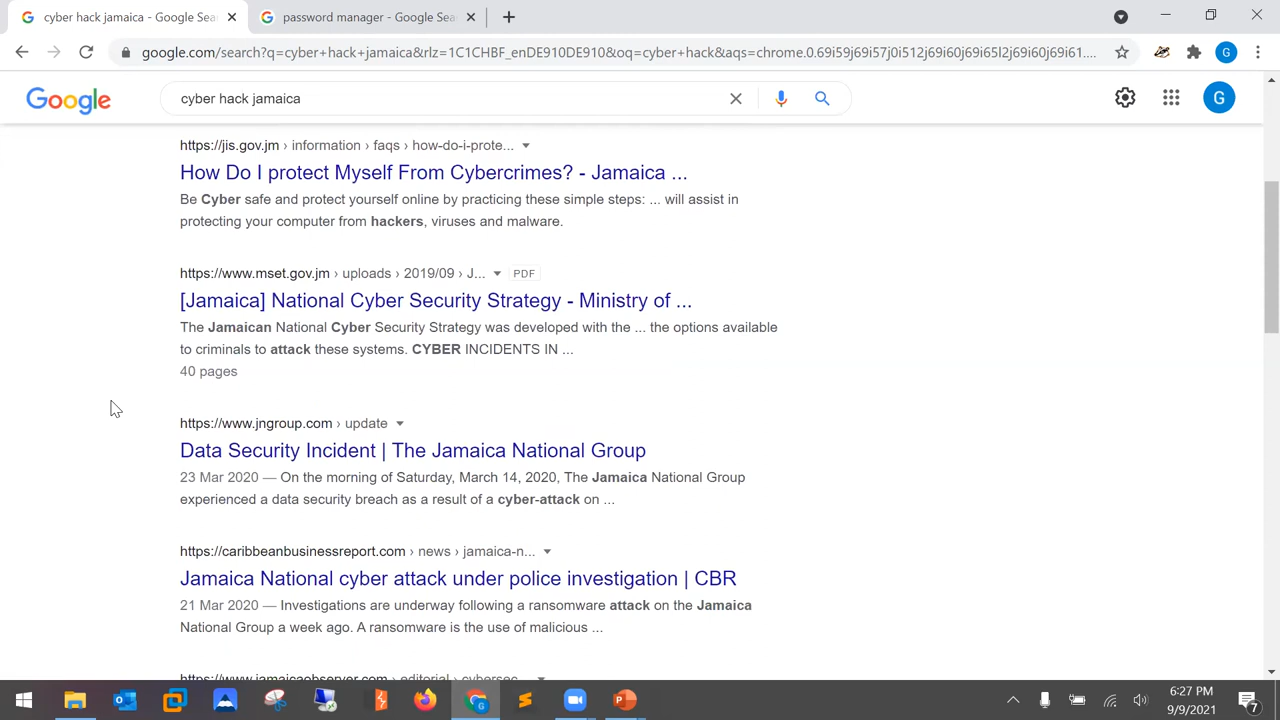 cyber hack jamaica - Google Sea
password manager - Google Sea
google.com/search?q=cyber+hack+jamaica&rlz=1C1CHBF_enDE910DE910&oq=cyber+hack&aqs=chrome.0.69i59j69i57j0i512j69i60j69i65l2j69i60j69i61....
G
Google
cyber hack jamaica
G
https://jis.gov.jm › information › faqs › how-do-i-prote...
How Do I protect Myself From Cybercrimes? - Jamaica ...
Be Cyber safe and protect yourself online by practicing these simple steps: ... will assist in
protecting your computer from hackers, viruses and malware.
https://www.mset.gov.jm › uploads › 2019/09 › J... PDF
[Jamaica] National Cyber Security Strategy - Ministry of ...
The Jamaican National Cyber Security Strategy was developed with the ... the options available
to criminals to attack these systems. CYBER INCIDENTS IN ...
40 pages
https://www.jngroup.com › update
Data Security Incident | The Jamaica National Group
23 Mar 2020 — On the morning of Saturday, March 14, 2020, The Jamaica National Group
experienced a data security breach as a result of a cyber-attack on ...
https://caribbeanbusinessreport.com › news › jamaica-n...
Jamaica National cyber attack under police investigation | CBR
21 Mar 2020 — Investigations are underway following a ransomware attack on the Jamaica
National Group a week ago. A ransomware is the use of malicious ...
https://www.jamaicaobserver.com › editorial › cybersec...
6:27 PM
9/9/2021
7